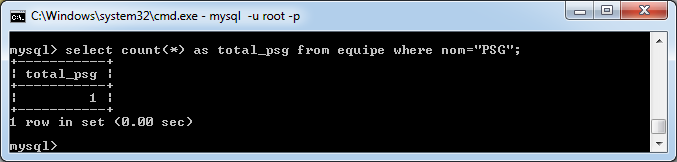 C:\Windows\system32\cmd.exe - mysql  -u root -p
mysql> select count(*) as total_psg from equipe where nom="PSG";
+-----------+
¦ total_psg ¦
+-----------+
¦         1 ¦
+-----------+
1 row in set (0.00 sec)
mysql>